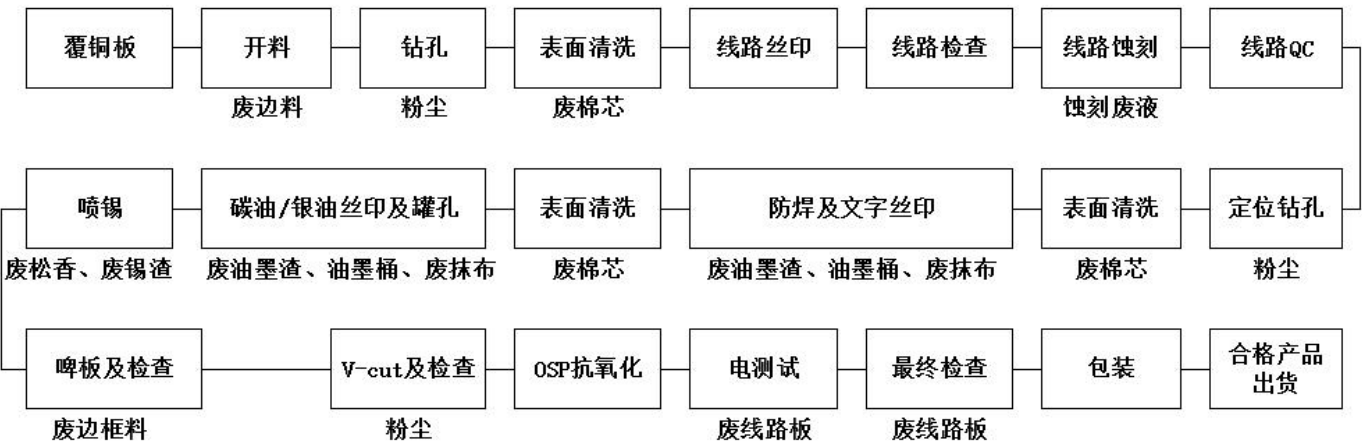 覆铜板
开料
钻孔
表面清洗
线路丝印
线路检查
线路蚀刻
线路QC
废边料
粉尘
废棉芯
蚀刻废液
喷锡
碳油/银油丝印及罐孔
表面清洗
防焊及文字丝印
表面清洗
定位钻孔
废松香、废锡渣
废油墨渣、油墨桶、废抹布
废棉芯
废油墨渣、油墨桶、废抹布
废棉芯
粉尘
啤板及检查
V-cut及检查
OSP抗氧化
电测试
最终检查
包装
合格产品
出货
废边框料
粉尘
废线路板
废线路板